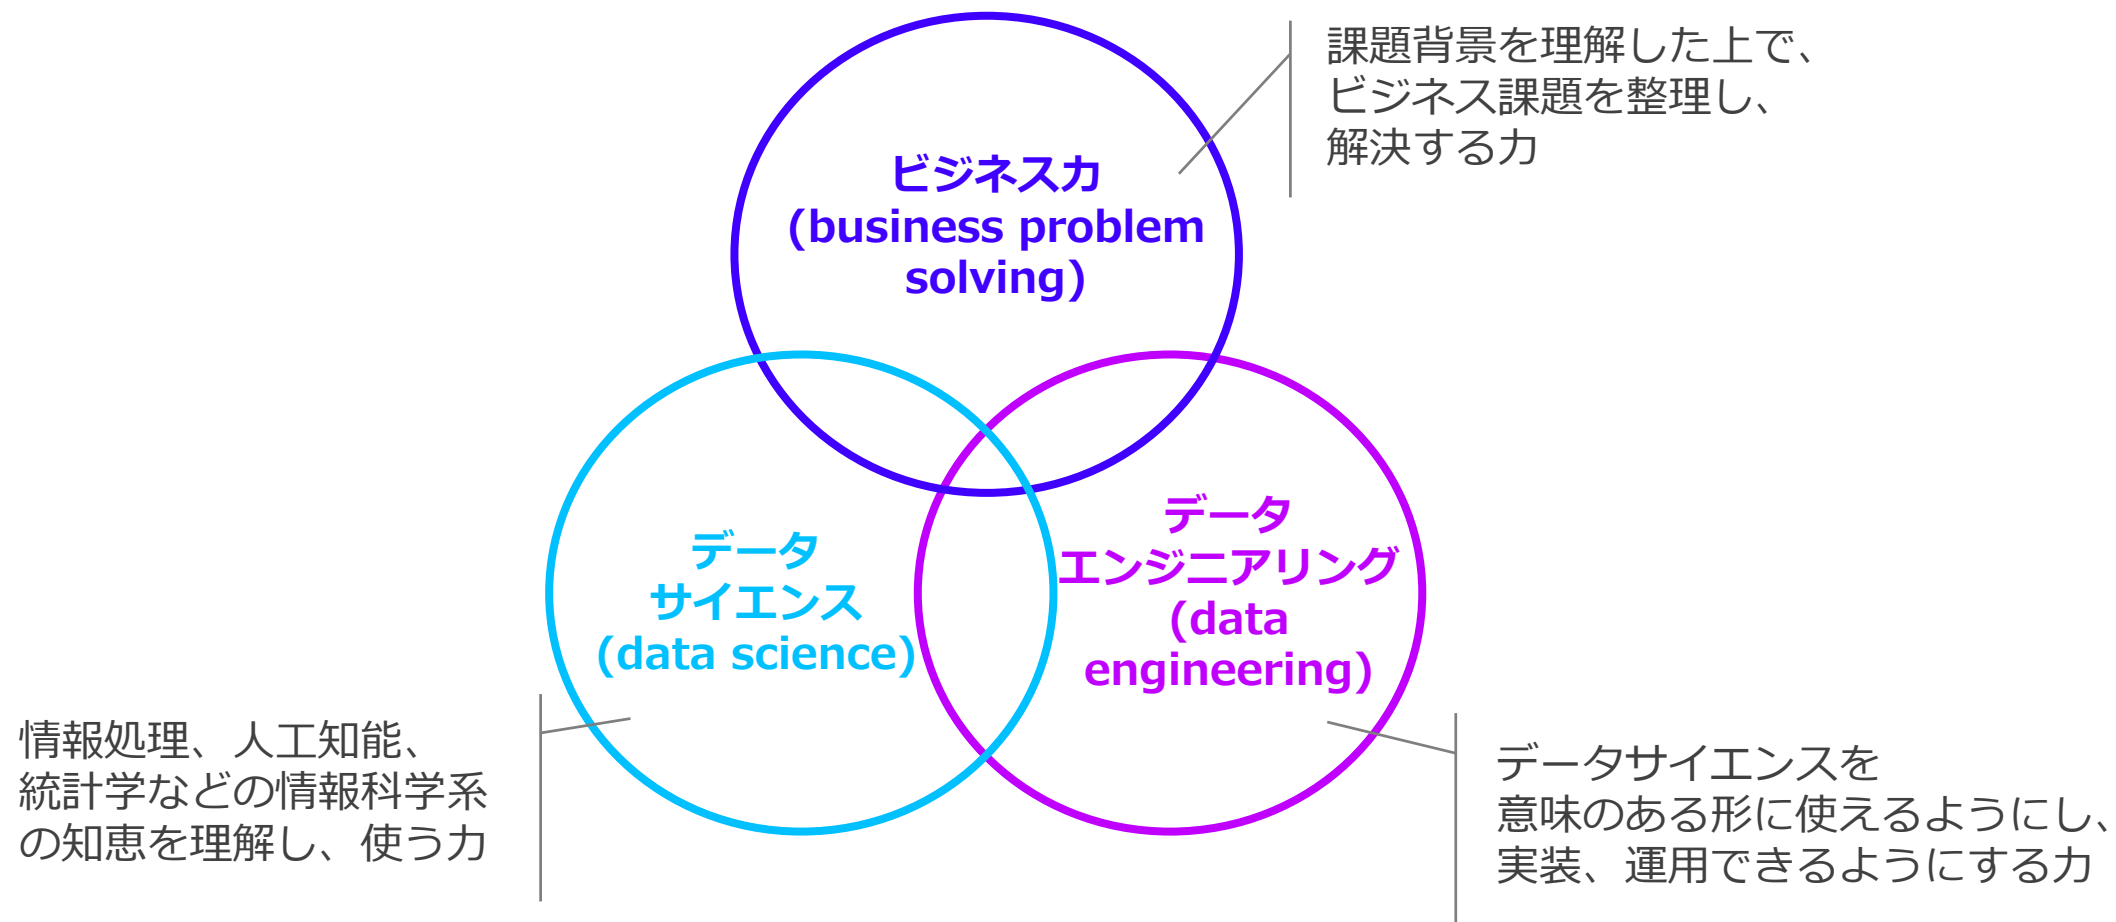 課題背景を理解した上で、
ビジネス課題を整理し、
解決する力
ビジネス力
(business problem
solving)
データ
サイエンス
(data science)
データ
エンジニアリング
(data
engineering)
情報処理、人工知能、
統計学などの情報科学系
の知恵を理解し、使う力
データサイエンスを
意味のある形に使えるようにし、
実装、運用できるようにする力